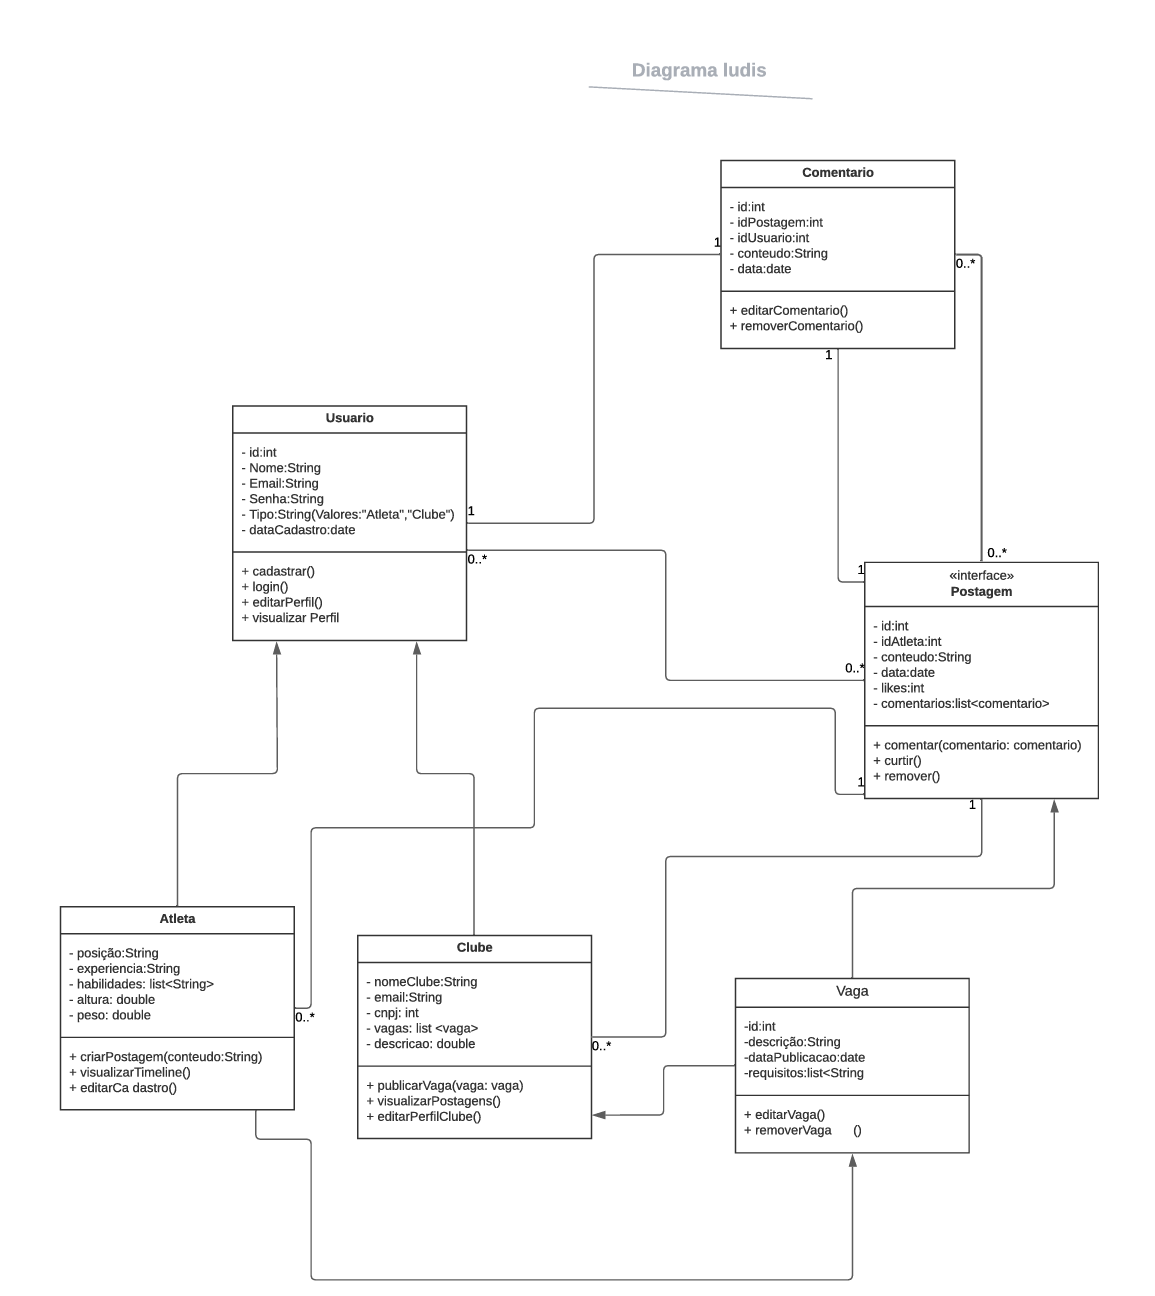 Diagrama ludis
Comentario
- id:int
- idPostagem:int
- idUsuario:int
- conteudo:String
- data:date
+ editarComentario()
+ removerComentario()
1
0..*
1
Usuario
- id:int
- Nome:String
- Email:String
- Senha:String
- Tipo:String(Valores:"Atleta","Clube")
- dataCadastro:date
+ cadastrar()
+ login()
+ editarPerfil()
+ visualizar Perfil
1
0..*
0..*
1
«interface»
Postagem
- id:int
- idAtleta:int
- conteudo:String
- data:date
- likes:int
- comentarios:list<comentario>
+ comentar(comentario: comentario)
+ curtir()
+ remover()
0..*
1
1
Atleta
- posição:String
- experiencia:String
- habilidades: list<String>
- altura: double
- peso: double
+ criarPostagem(conteudo:String)
+ visualizarTimeline()
+ editarCa dastro()
0..*
Clube
- nomeClube:String
- email:String
- cnpj: int
- vagas: list <vaga>
- descricao: double
+ publicarVaga(vaga: vaga)
+ visualizarPostagens()
+ editarPerfilClube()
0..*
Vaga
-id:int
-descrição:String
-dataPublicacao:date
-requisitos:list<String
+ editarVaga()
+ removerVaga ()